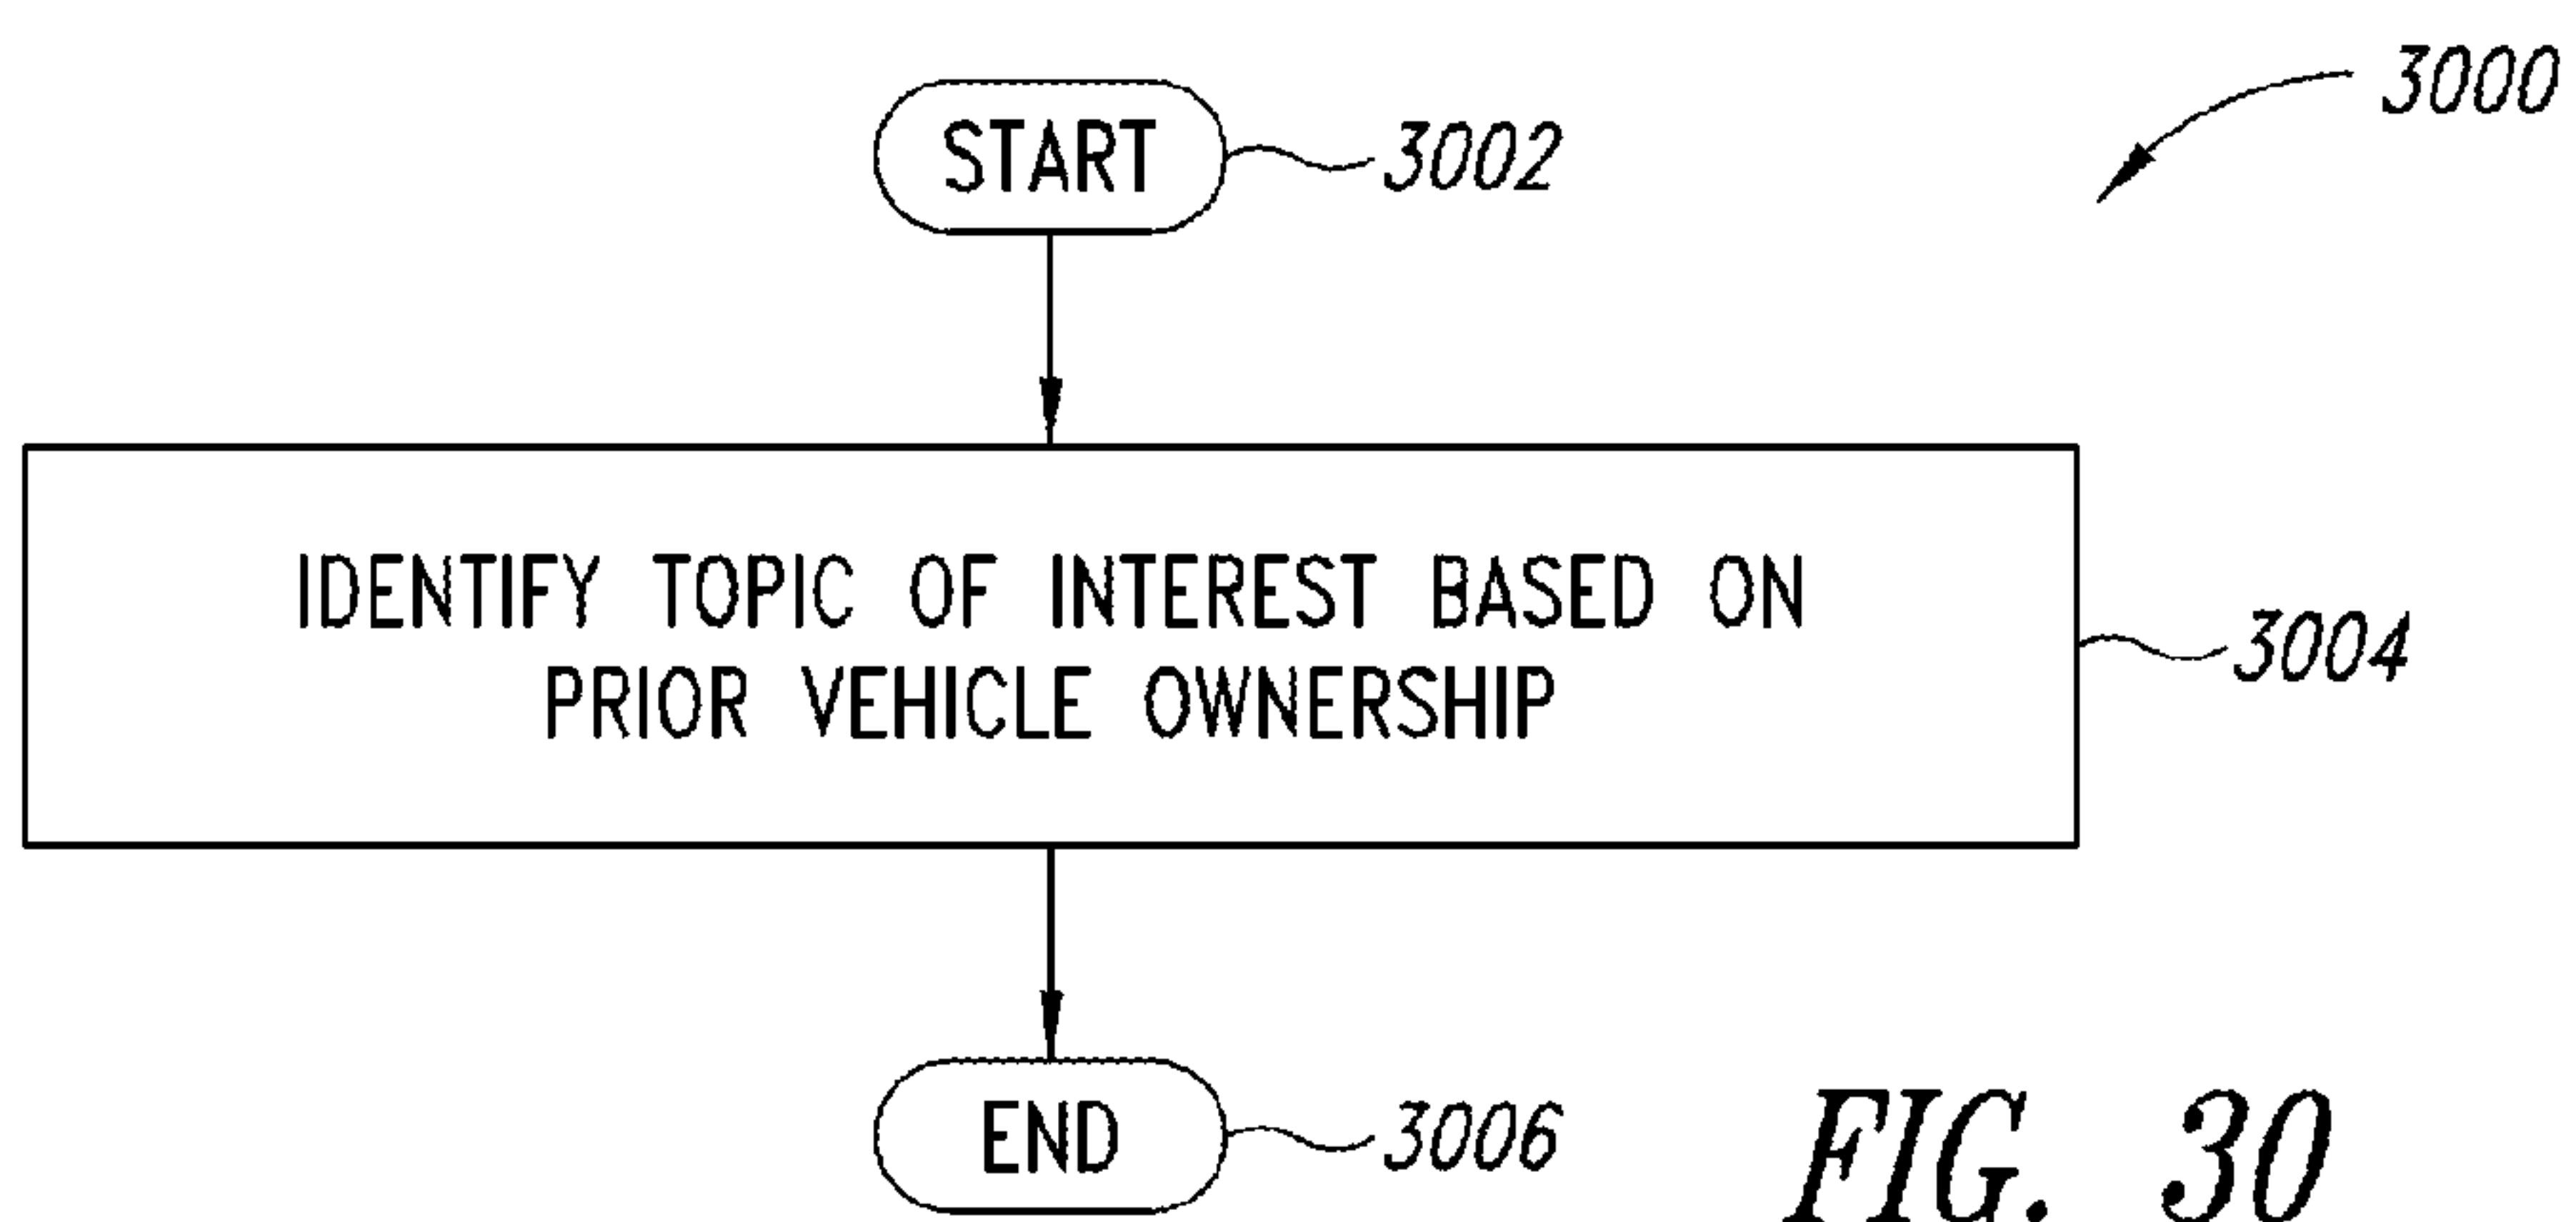 3000
START 3002
IDENTIFY TOPIC OF INTEREST BASED ON
PRIOR VEHICLE OWNERSHIP
3004
END 3006
FIG. 30